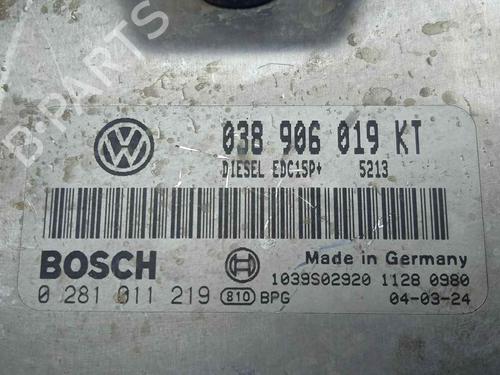 B-PARTS
VW
038 906 019 KT
DIESEL EDC15P+ 5213
BOSCH
Made in Germany
1039S02920 1128 0980
0 281 011 219 810 BPG 04-03-24